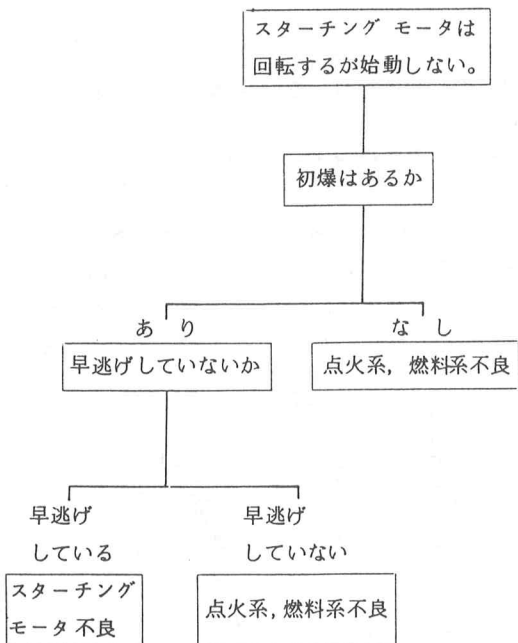 スターチング モータは
回転するが始動しない。
初爆はあるか
あり
なし
早逃げしていないか
点火系，燃料系不良
早逃げ
している
早逃げ
していない
スターチング
モータ不良
点火系，燃料系不良